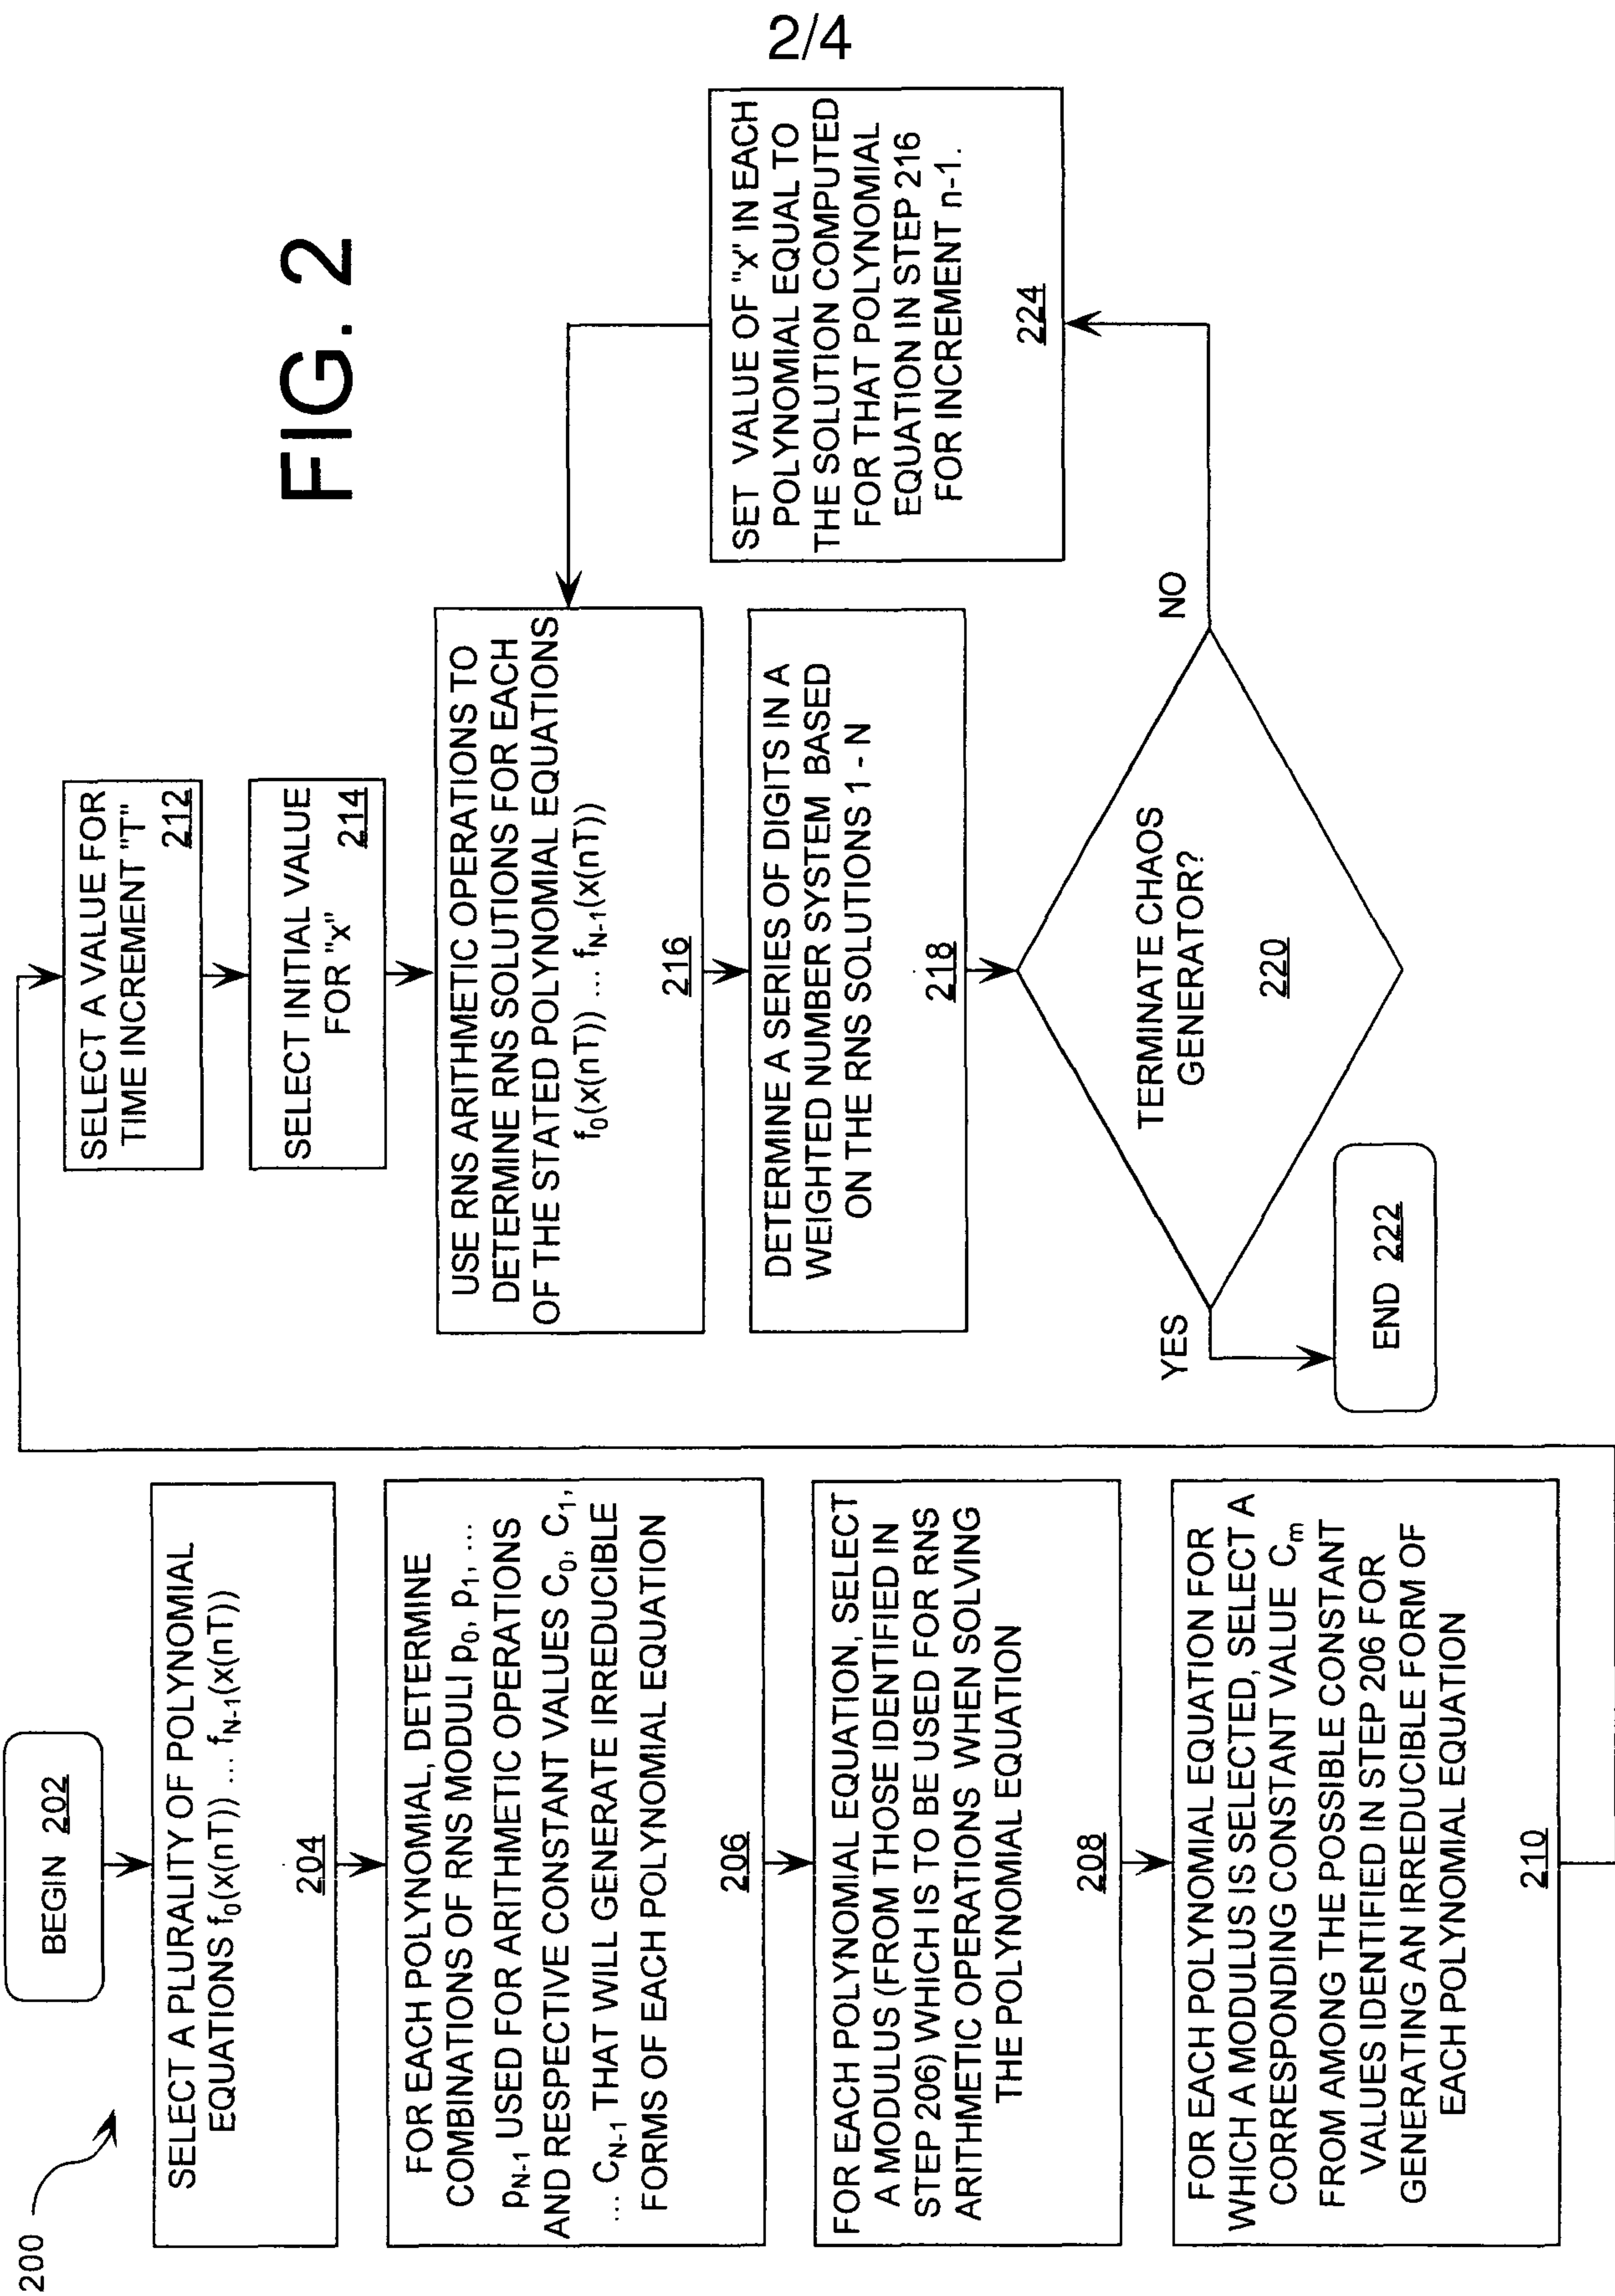 2/4
FIG. 2
200
BEGIN 202
SELECT A PLURALITY OF POLYNOMIAL
EQUATIONS f0(x(nT)) ... fN-1(x(nT))
204
FOR EACH POLYNOMIAL, DETERMINE
COMBINATIONS OF RNS MODULI p0, p1, ...
pN-1 USED FOR ARITHMETIC OPERATIONS
AND RESPECTIVE CONSTANT VALUES C0, C1,
... CN-1 THAT WILL GENERATE IRREDUCIBLE
FORMS OF EACH POLYNOMIAL EQUATION
206
FOR EACH POLYNOMIAL EQUATION, SELECT
A MODULUS (FROM THOSE IDENTIFIED IN
STEP 206) WHICH IS TO BE USED FOR RNS
ARITHMETIC OPERATIONS WHEN SOLVING
THE POLYNOMIAL EQUATION
208
FOR EACH POLYNOMIAL EQUATION FOR
WHICH A MODULUS IS SELECTED, SELECT A
CORRESPONDING CONSTANT VALUE Cm
FROM AMONG THE POSSIBLE CONSTANT
VALUES IDENTIFIED IN STEP 206 FOR
GENERATING AN IRREDUCIBLE FORM OF
EACH POLYNOMIAL EQUATION
210
SELECT A VALUE FOR
TIME INCREMENT "T"
212
SELECT INITIAL VALUE
FOR "x" 214
USE RNS ARITHMETIC OPERATIONS TO
DETERMINE RNS SOLUTIONS FOR EACH
OF THE STATED POLYNOMIAL EQUATIONS
f0(x(nT)) ... fN-1(x(nT))
216
DETERMINE A SERIES OF DIGITS IN A
WEIGHTED NUMBER SYSTEM BASED
ON THE RNS SOLUTIONS 1 - N
218
TERMINATE CHAOS
GENERATOR?
220
YES
END 222
NO
SET VALUE OF "x" IN EACH
POLYNOMIAL EQUAL TO
THE SOLUTION COMPUTED
FOR THAT POLYNOMIAL
EQUATION IN STEP 216
FOR INCREMENT n-1.
224